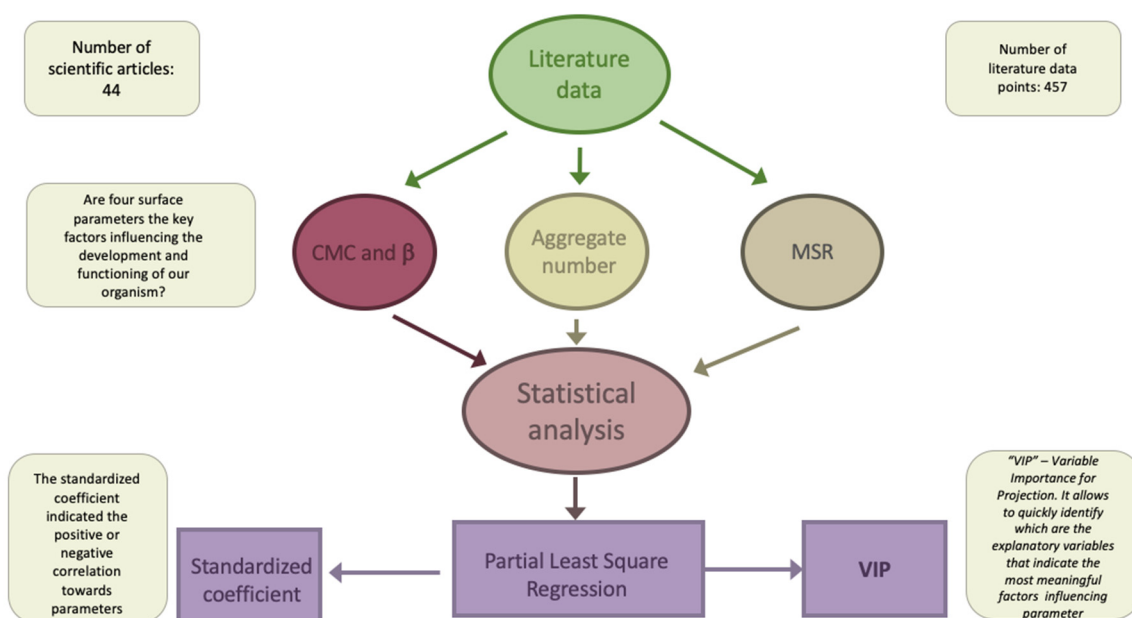 Number of
scientific articles:
44
Literature
data
Number of
literature data
points: 457
Are four surface
parameters the key
factors influencing the
development and
functioning of our
organism?
CMC and β
Aggregate
number
MSR
Statistical
analysis
The standardized
coefficient
indicated the
positive or
negative
correlation
towards
parameters
Standardized
coefficient
Partial Least Square
Regression
VIP
"VIP" – Variable
Importance for
Projection. It allows
to quickly identify
which are the
explanatory variables
that indicate the
most meaningful
factors influencing
parameter